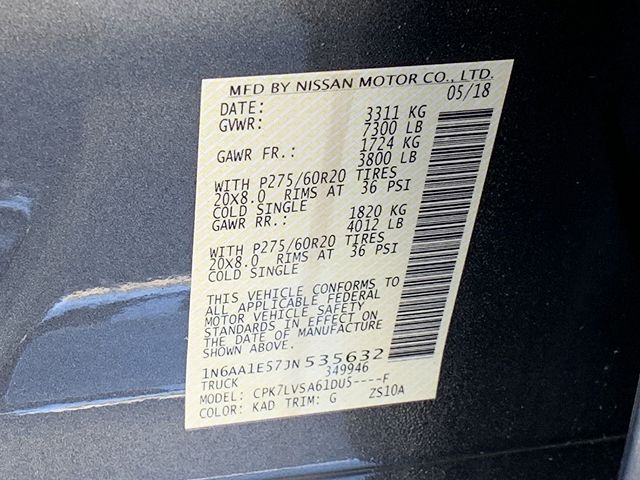 MFD BY NISSAN MOTOR CO., LTD.
DATE: 05/18
GVWR: 3311 KG
7300 LB
GAWR FR.: 1724 KG
3800 LB
WITH P275/60R20 TIRES
20X8.0 RIMS AT 36 PSI
COLD SINGLE
GAWR RR.: 1820 KG
4012 LB
WITH P275/60R20 TIRES
20X8.0 RIMS AT 36 PSI
COLD SINGLE
THIS VEHICLE CONFORMS TO
ALL APPLICABLE FEDERAL
MOTOR VEHICLE SAFETY
STANDARDS IN EFFECT ON
THE DATE OF MANUFACTURE
SHOWN ABOVE.
1N6AA1E57JN535632
TRUCK 349946
MODEL: CPK7LVSA61DU5----F
COLOR: KAD TRIM: G ZS10A